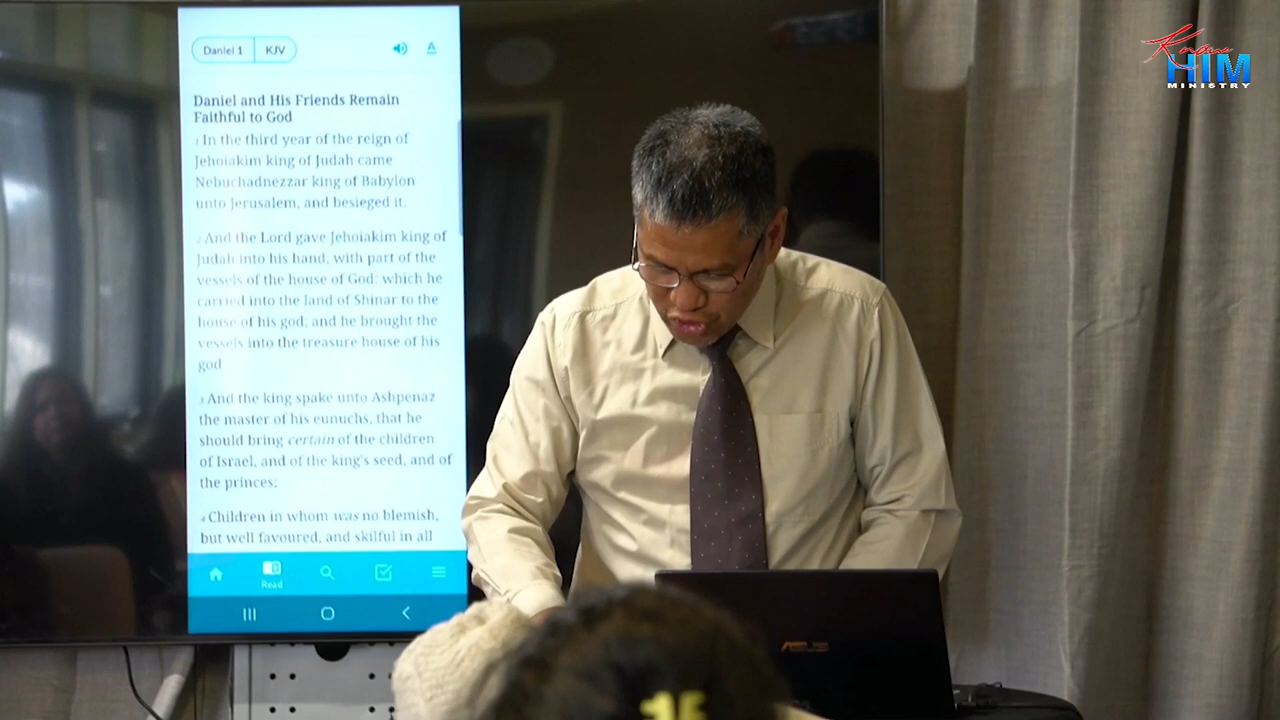 Daniel 1 KJV A
Daniel and His Friends Remain
Faithful to God
1 In the third year of the reign of
Jehoiakim king of Judah came
Nebuchadnezzar king of Babylon
unto Jerusalem, and besieged it.
2 And the Lord gave Jehoiakim king of
Judah into his hand, with part of the
vessels of the house of God: which he
carried into the land of Shinar to the
house of his god; and he brought the
vessels into the treasure house of his
god
3 And the king spake unto Ashpenaz
the master of his eunuchs, that he
should bring certain of the children
of Israel, and of the king's seed, and of
the princes;
4 Children in whom was no blemish,
but well favoured, and skilful in all
Read
Know
HIM
MINISTRY
ASUS